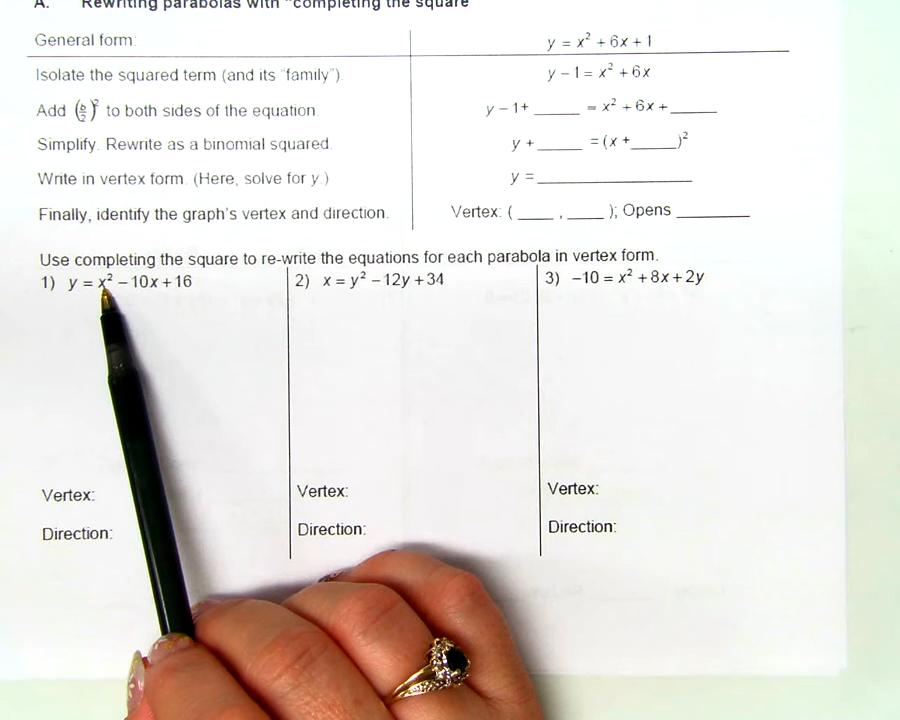 A. Rewriting parabolas with "completing the square
General form: y = x² + 6x + 1
Isolate the squared term (and its "family"). y − 1 = x² + 6x
Add (b/2)² to both sides of the equation. y − 1+ _____ = x² + 6x + _____
Simplify. Rewrite as a binomial squared. y + _____ = (x + _____)²
Write in vertex form. (Here, solve for y.) y = _____
Finally, identify the graph's vertex and direction. Vertex: ( ____ , ____ ); Opens _____
Use completing the square to re-write the equations for each parabola in vertex form.
1) y = x² − 10x + 16 2) x = y² − 12y + 34 3) −10 = x² + 8x + 2y
Vertex: Vertex: Vertex:
Direction: Direction: Direction: